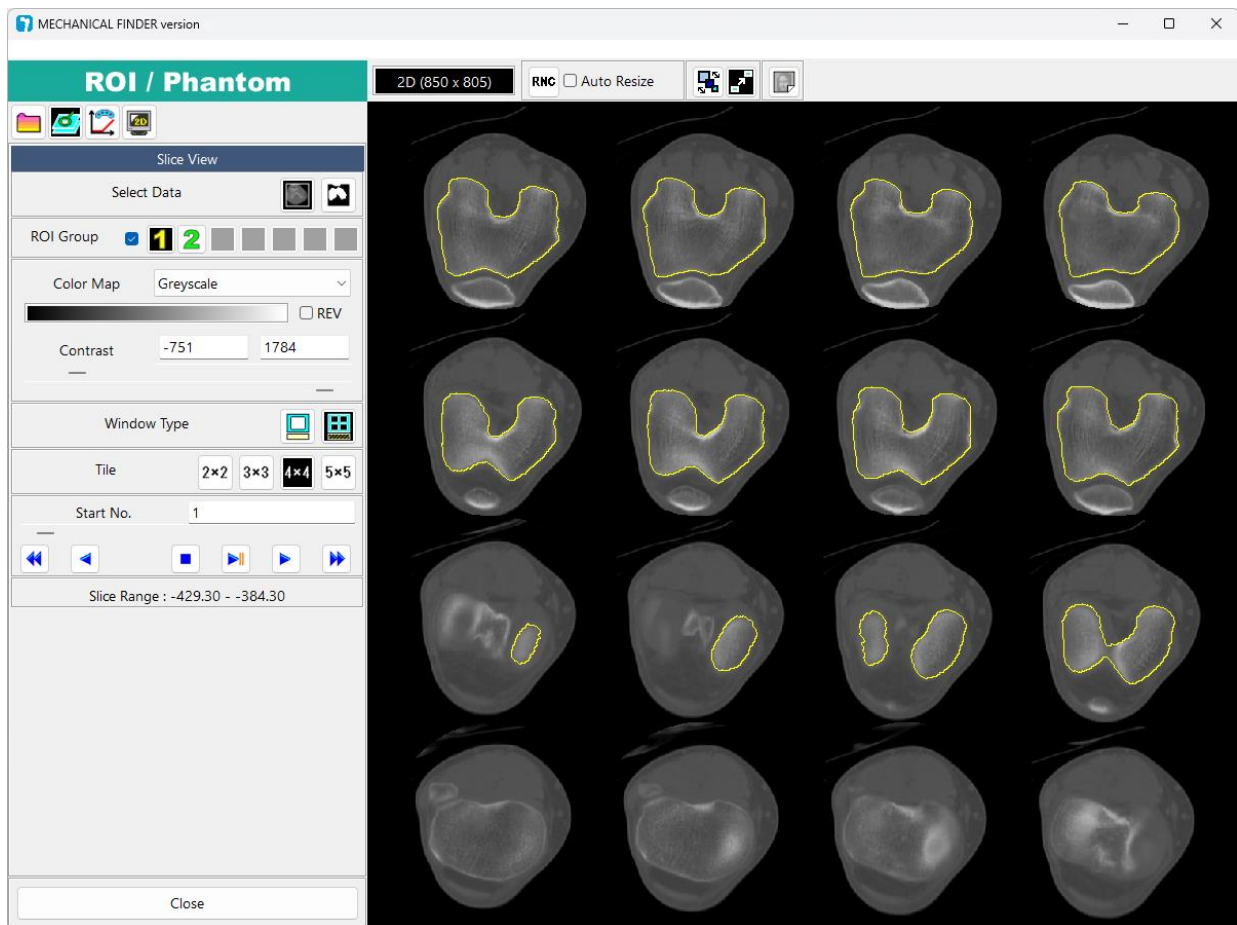 MECHANICAL FINDER version
ROI / Phantom
2D (850 x 805)
RNG
Auto Resize
2D
Slice View
Select Data
ROI Group
1
2
Color Map
Greyscale
REV
Contrast
-751
1784
Window Type
Tile
2×2
3×3
4×4
5×5
Start No.
1
Slice Range : -429.30 - -384.30
Close